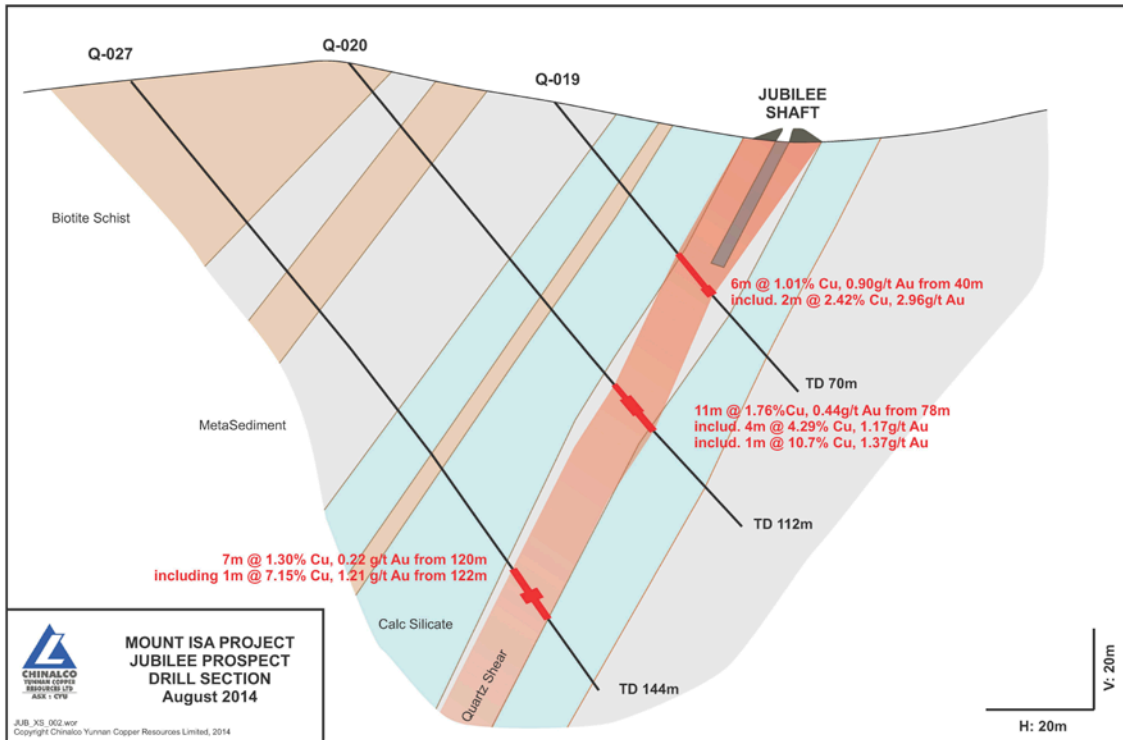 Q-027
Q-020
Q-019
JUBILEE
SHAFT
Biotite Schist
6m @ 1.01% Cu, 0.90g/t Au from 40m
includ. 2m @ 2.42% Cu, 2.96g/t Au
TD 70m
11m @ 1.76%Cu, 0.44g/t Au from 78m
includ. 4m @ 4.29% Cu, 1.17g/t Au
includ. 1m @ 10.7% Cu, 1.37g/t Au
MetaSediment
TD 112m
7m @ 1.30% Cu, 0.22 g/t Au from 120m
including 1m @ 7.15% Cu, 1.21 g/t Au from 122m
Calc Silicate
Quartz Shear
TD 144m
V: 20m
H: 20m
CHINALCO
YUNNAN COPPER
RESOURCES LTD
ASX : CYU
MOUNT ISA PROJECT
JUBILEE PROSPECT
DRILL SECTION
August 2014
JUB_XS_002.wor
Copyright Chinalco Yunnan Copper Resources Limited, 2014